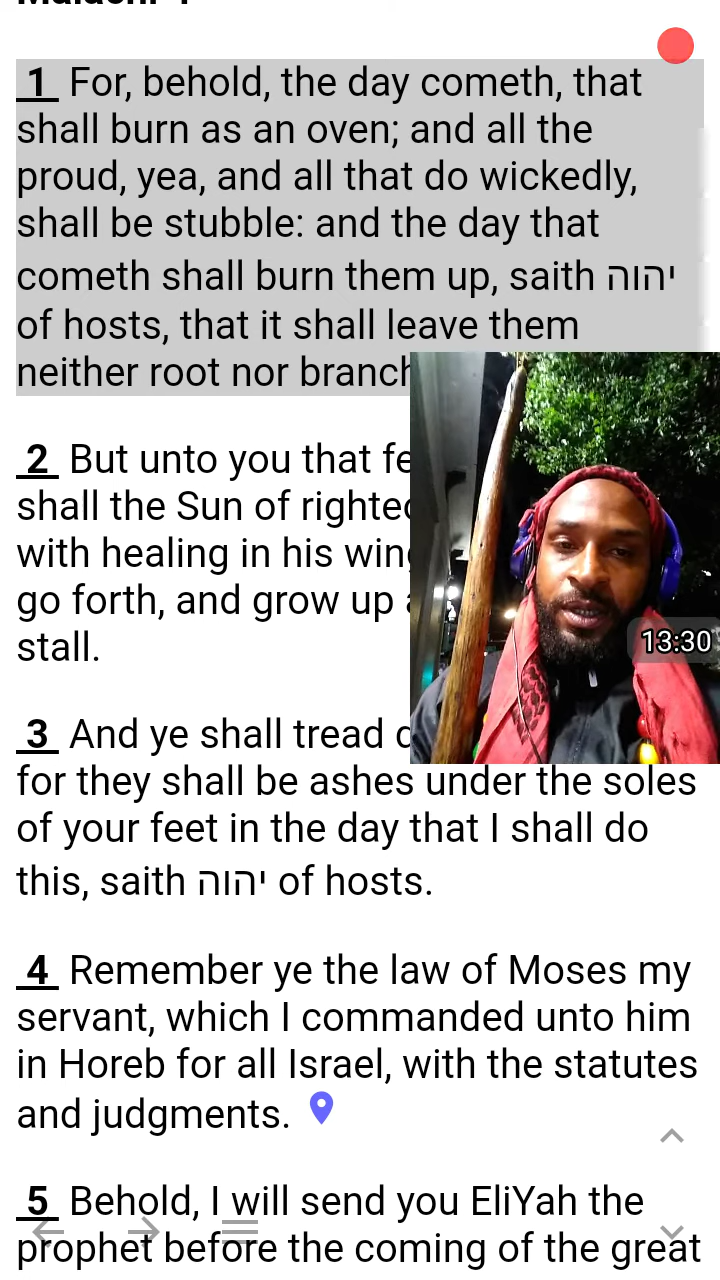 1 For, behold, the day cometh, that
shall burn as an oven; and all the
proud, yea, and all that do wickedly,
shall be stubble: and the day that
cometh shall burn them up, saith יהוה
of hosts, that it shall leave them
neither root nor branch
2 But unto you that
shall the Sun of
with healing in his
go forth, and grow up
stall.
13:30
3 And ye shall tread
for they shall be ashes under the soles
of your feet in the day that I shall do
this, saith יהוה of hosts.
4 Remember ye the law of Moses my
servant, which I commanded unto him
in Horeb for all Israel, with the statutes
and judgments.
5 Behold, I will send you EliYah the
prophet before the coming of the great